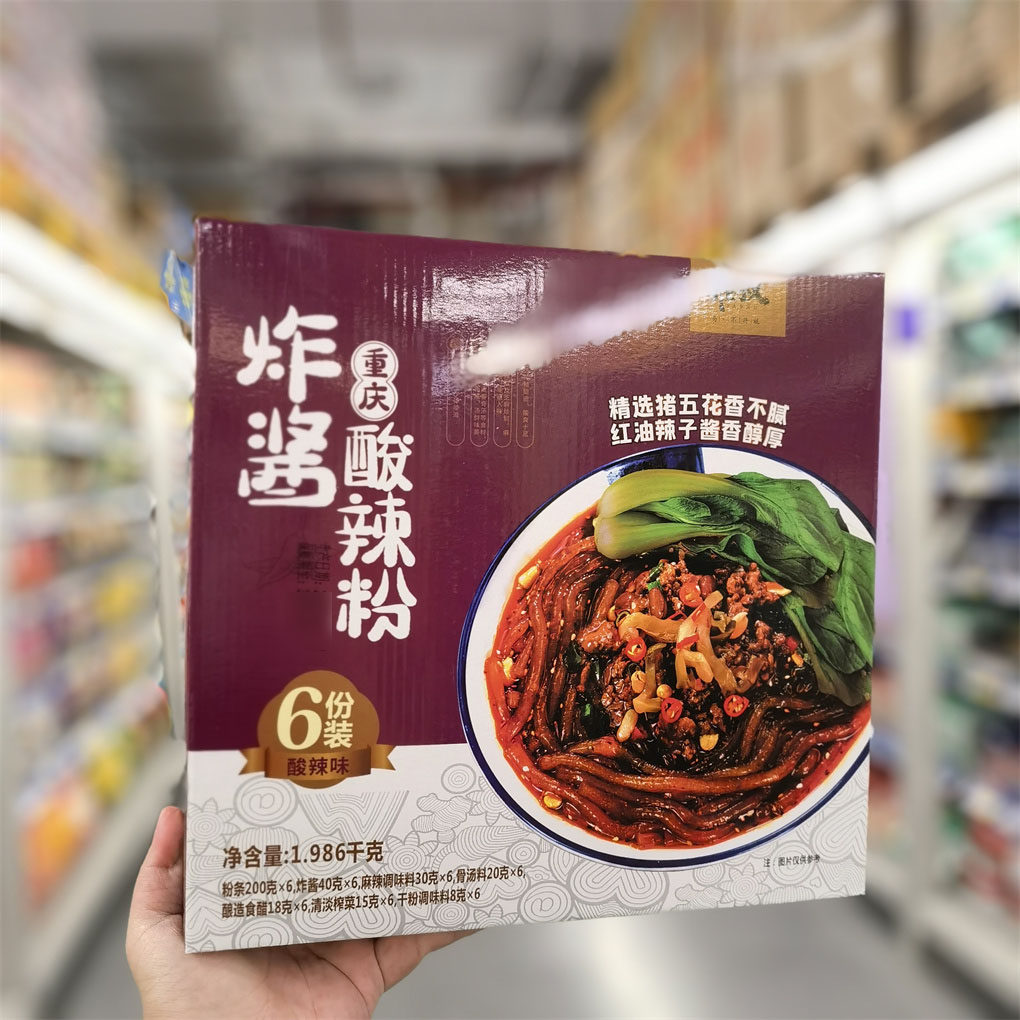 炸酱
重庆
酸辣粉
精选猪五花香不腻
红油辣子酱香醇厚
6份装
酸辣味
净含量:1.986千克
粉条200克×6,炸酱40克×6,麻辣调味料30克×6,骨汤料20克×6,
酿造食醋18克×6,清淡榨菜15克×6,干粉调味料8克×6
注：图片仅供参考